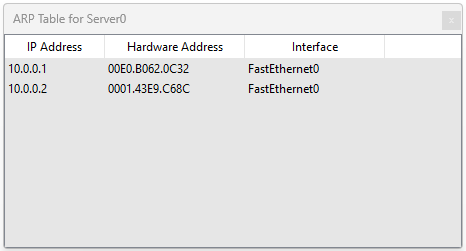 ARP Table for Server0
x
IP Address Hardware Address Interface
10.0.0.1 00E0.B062.0C32 FastEthernet0
10.0.0.2 0001.43E9.C68C FastEthernet0